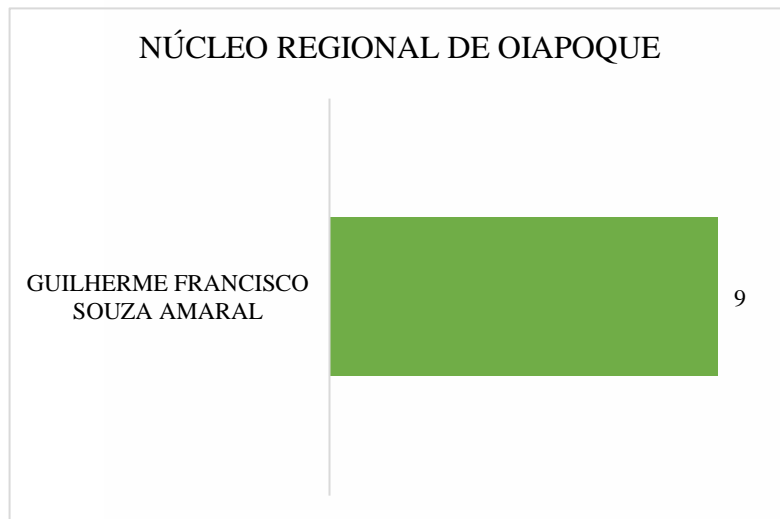 NÚCLEO REGIONAL DE OIAPOQUE
GUILHERME FRANCISCO
SOUZA AMARAL
9